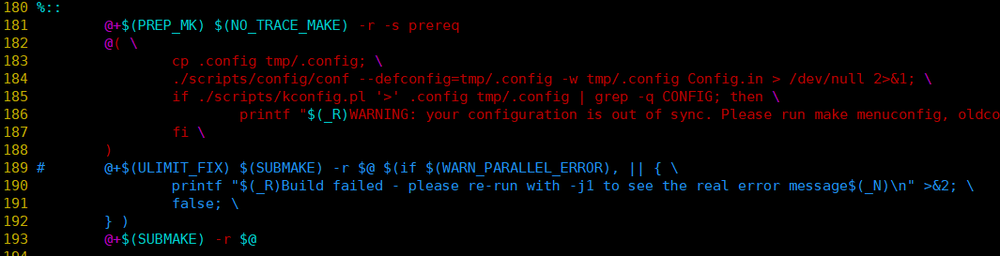 180 %::
181         @+$(PREP_MK) $(NO_TRACE_MAKE) -r -s prereq
182         @( \
183                 cp .config tmp/.config; \
184                 ./scripts/config/conf --defconfig=tmp/.config -w tmp/.config Config.in > /dev/null 2>&1; \
185                 if ./scripts/kconfig.pl '>' .config tmp/.config | grep -q CONFIG; then \
186                         printf "$(_R)WARNING: your configuration is out of sync. Please run make menuconfig, oldco
187                 fi \
188         )
189 #       @+$(ULIMIT_FIX) $(SUBMAKE) -r $@ $(if $(WARN_PARALLEL_ERROR), || { \
190                 printf "$(_R)Build failed - please re-run with -j1 to see the real error message$(_N)\n" >&2; \
191                 false; \
192         } )
193         @+$(SUBMAKE) -r $@
194